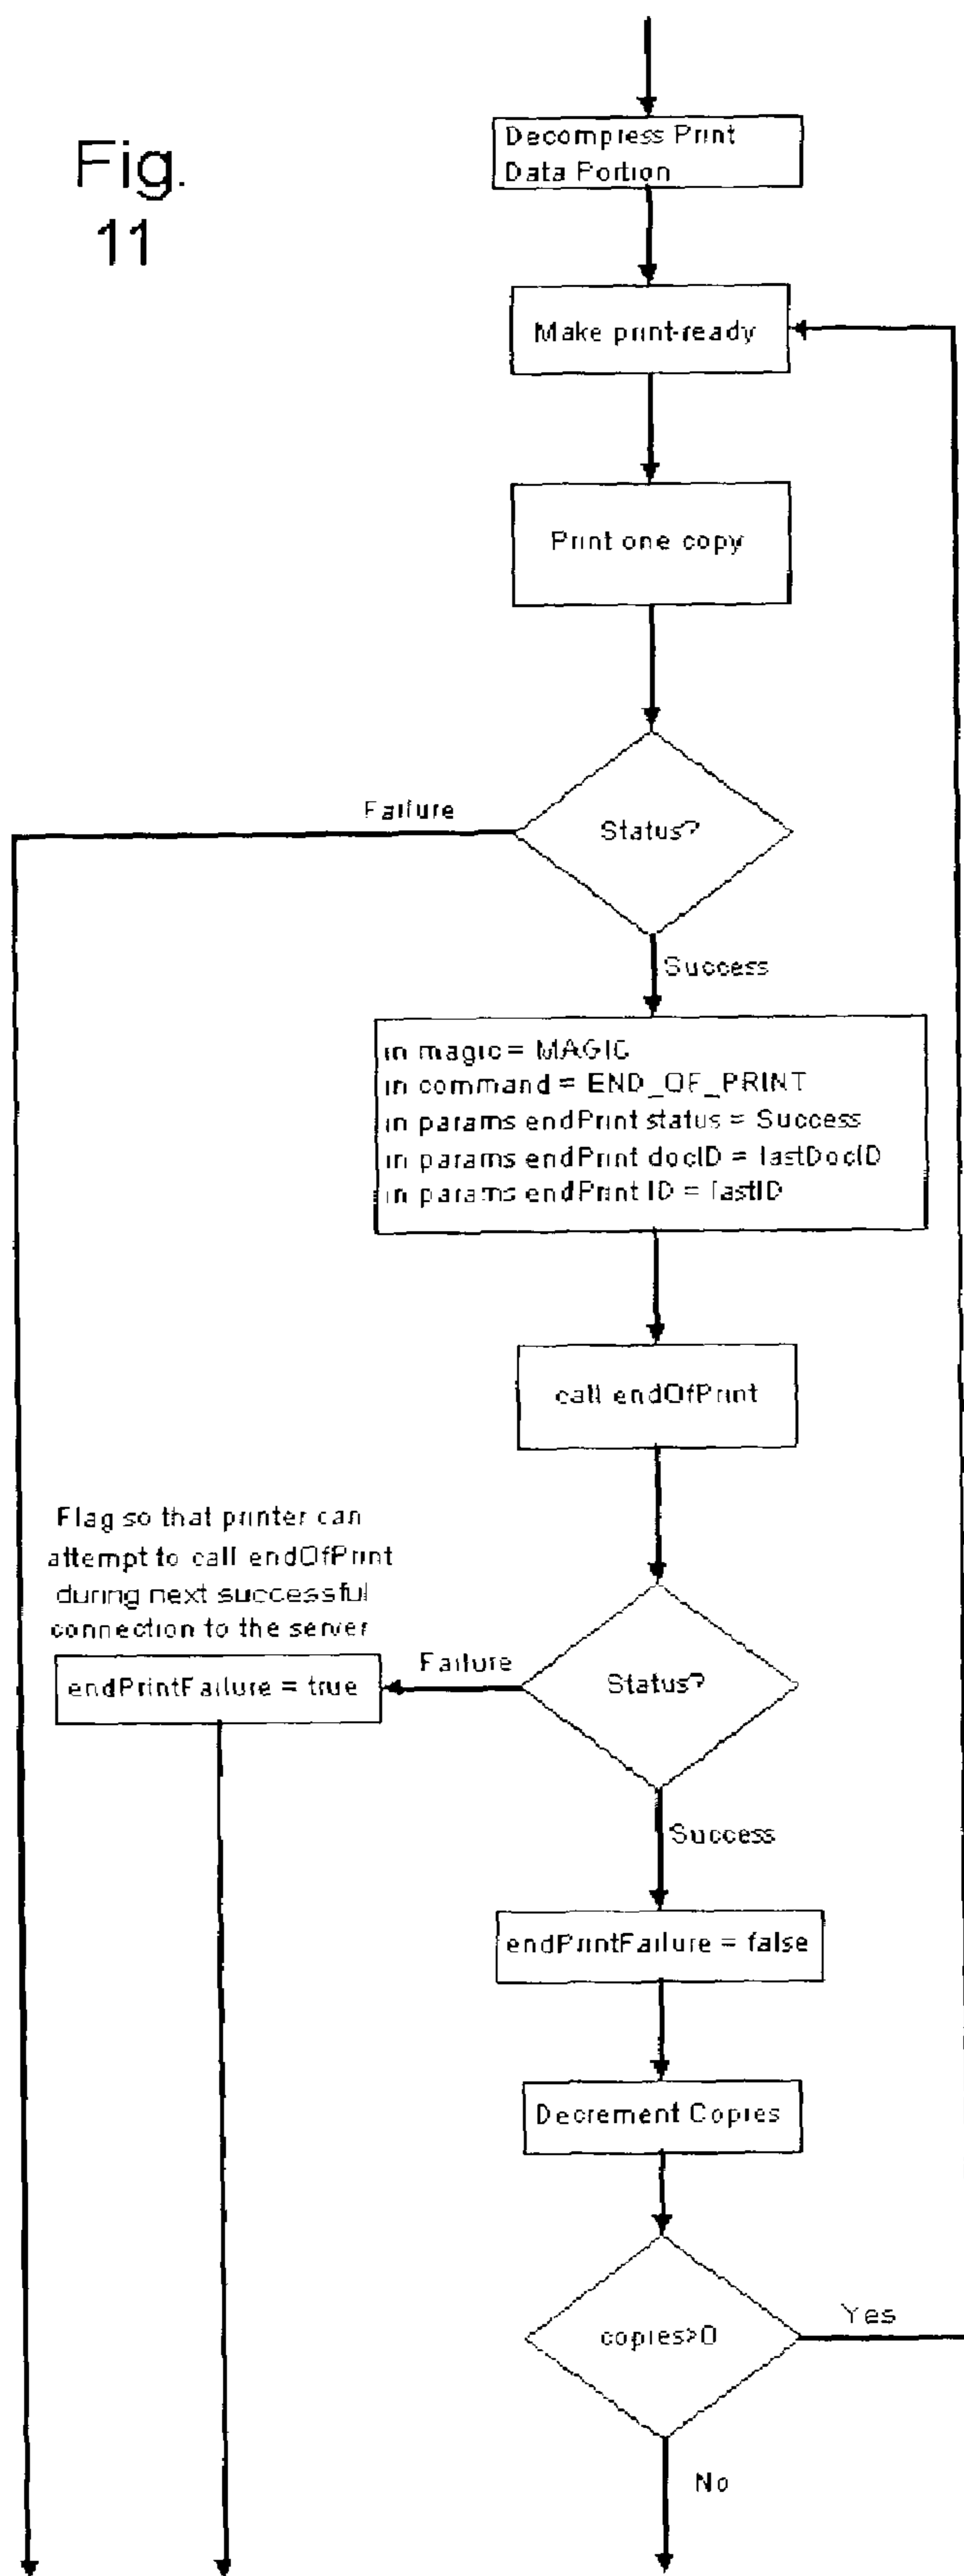 Fig.
11
Decompress Print
Data Portion
Make print-ready
Print one copy
Status?
Failure
Success
in magic = MAGIC
in command = END_OF_PRINT
in params endPrint status = Success
in params endPrint docID = lastDocID
in params endPrint ID = lastID
call endOfPrint
Flag so that printer can
attempt to call endOfPrint
during next successful
connection to the server
endPrintFailure = true
Failure
Status?
Success
endPrintFailure = false
Decrement Copies
copies>0
Yes
No